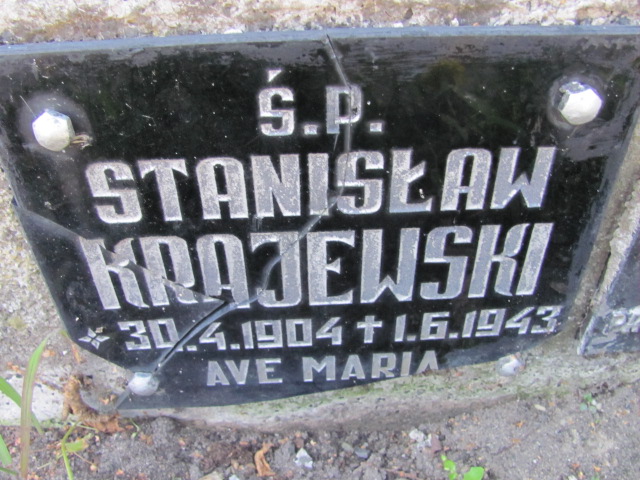 Ś.P.
STANISŁAW
KRAJEWSKI
30.4.1904 † 1.6.1943
AVE MARIA